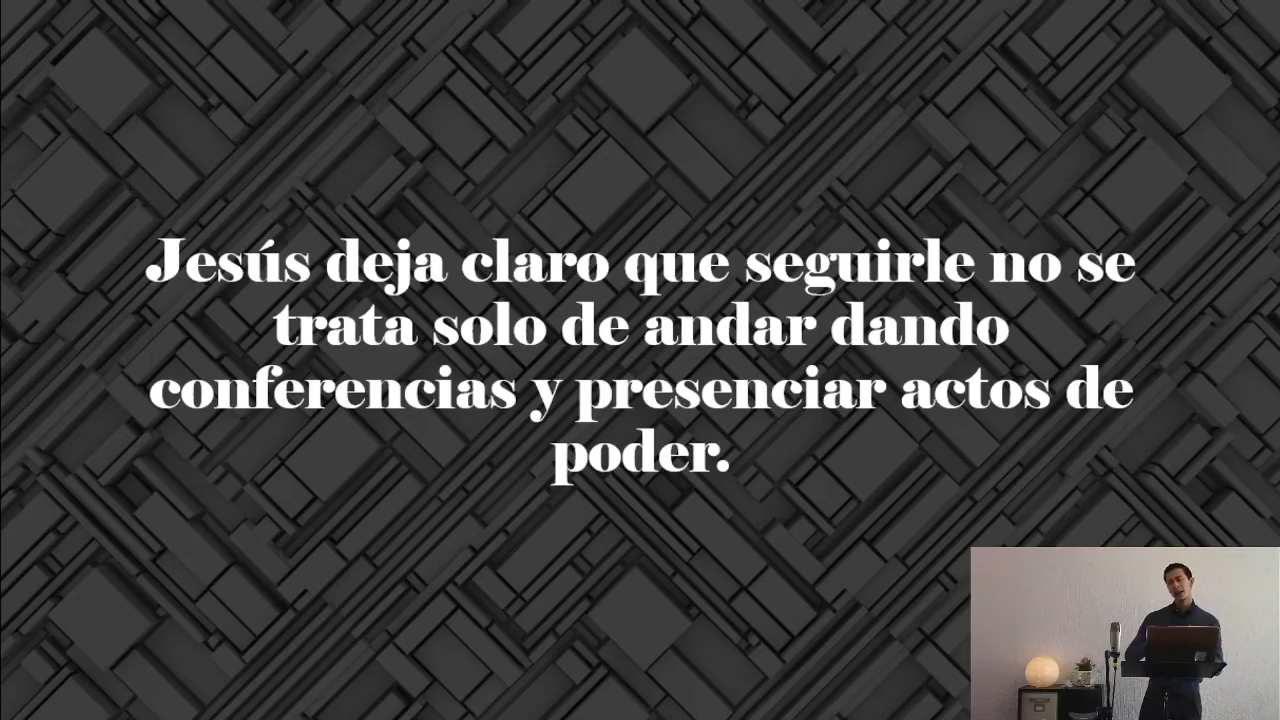 Jesús deja claro que seguirle no se
trata solo de andar dando
conferencias y presenciar actos de
poder.